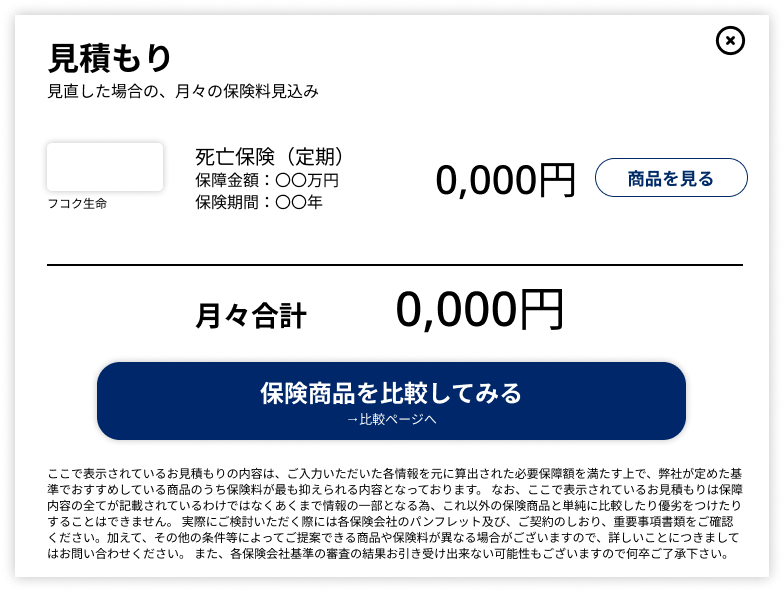 見積もり
見直した場合の、月々の保険料見込み
死亡保険（定期）
保障金額：〇〇万円
保険期間：〇〇年
フコク生命
0,000円
商品を見る
月々合計
0,000円
保険商品を比較してみる
→比較ページへ
ここで表示されているお見積もりの内容は、ご入力いただいた各情報を元に算出された必要保障額を満たす上で、弊社が定めた基
準でおすすめしている商品のうち保険料が最も抑えられる内容となっております。 なお、ここで表示されているお見積もりは保障
内容の全てが記載されているわけではなくあくまで情報の一部となる為、これ以外の保険商品と単純に比較したり優劣をつけたり
することはできません。 実際にご検討いただく際には各保険会社のパンフレット及び、ご契約のしおり、重要事項書類をご確認
ください。加えて、その他の条件等によってご提案できる商品や保険料が異なる場合がございますので、詳しいことにつきまして
はお問い合わせください。 また、各保険会社基準の審査の結果お引き受け出来ない可能性もございますので何卒ご了承下さい。